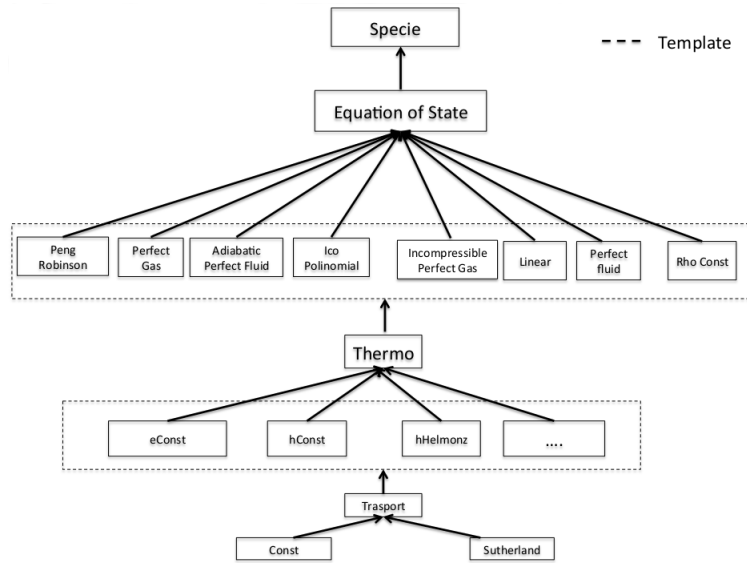 Specie
Template
Equation of State
Peng
Robinson
Perfect
Gas
Adiabatic
Perfect Fluid
Ico
Polinomial
Incompressible
Perfect Gas
Linear
Perfect
fluid
Rho Const
Thermo
eConst
hConst
hHelmonz
....
Trasport
Const
Sutherland